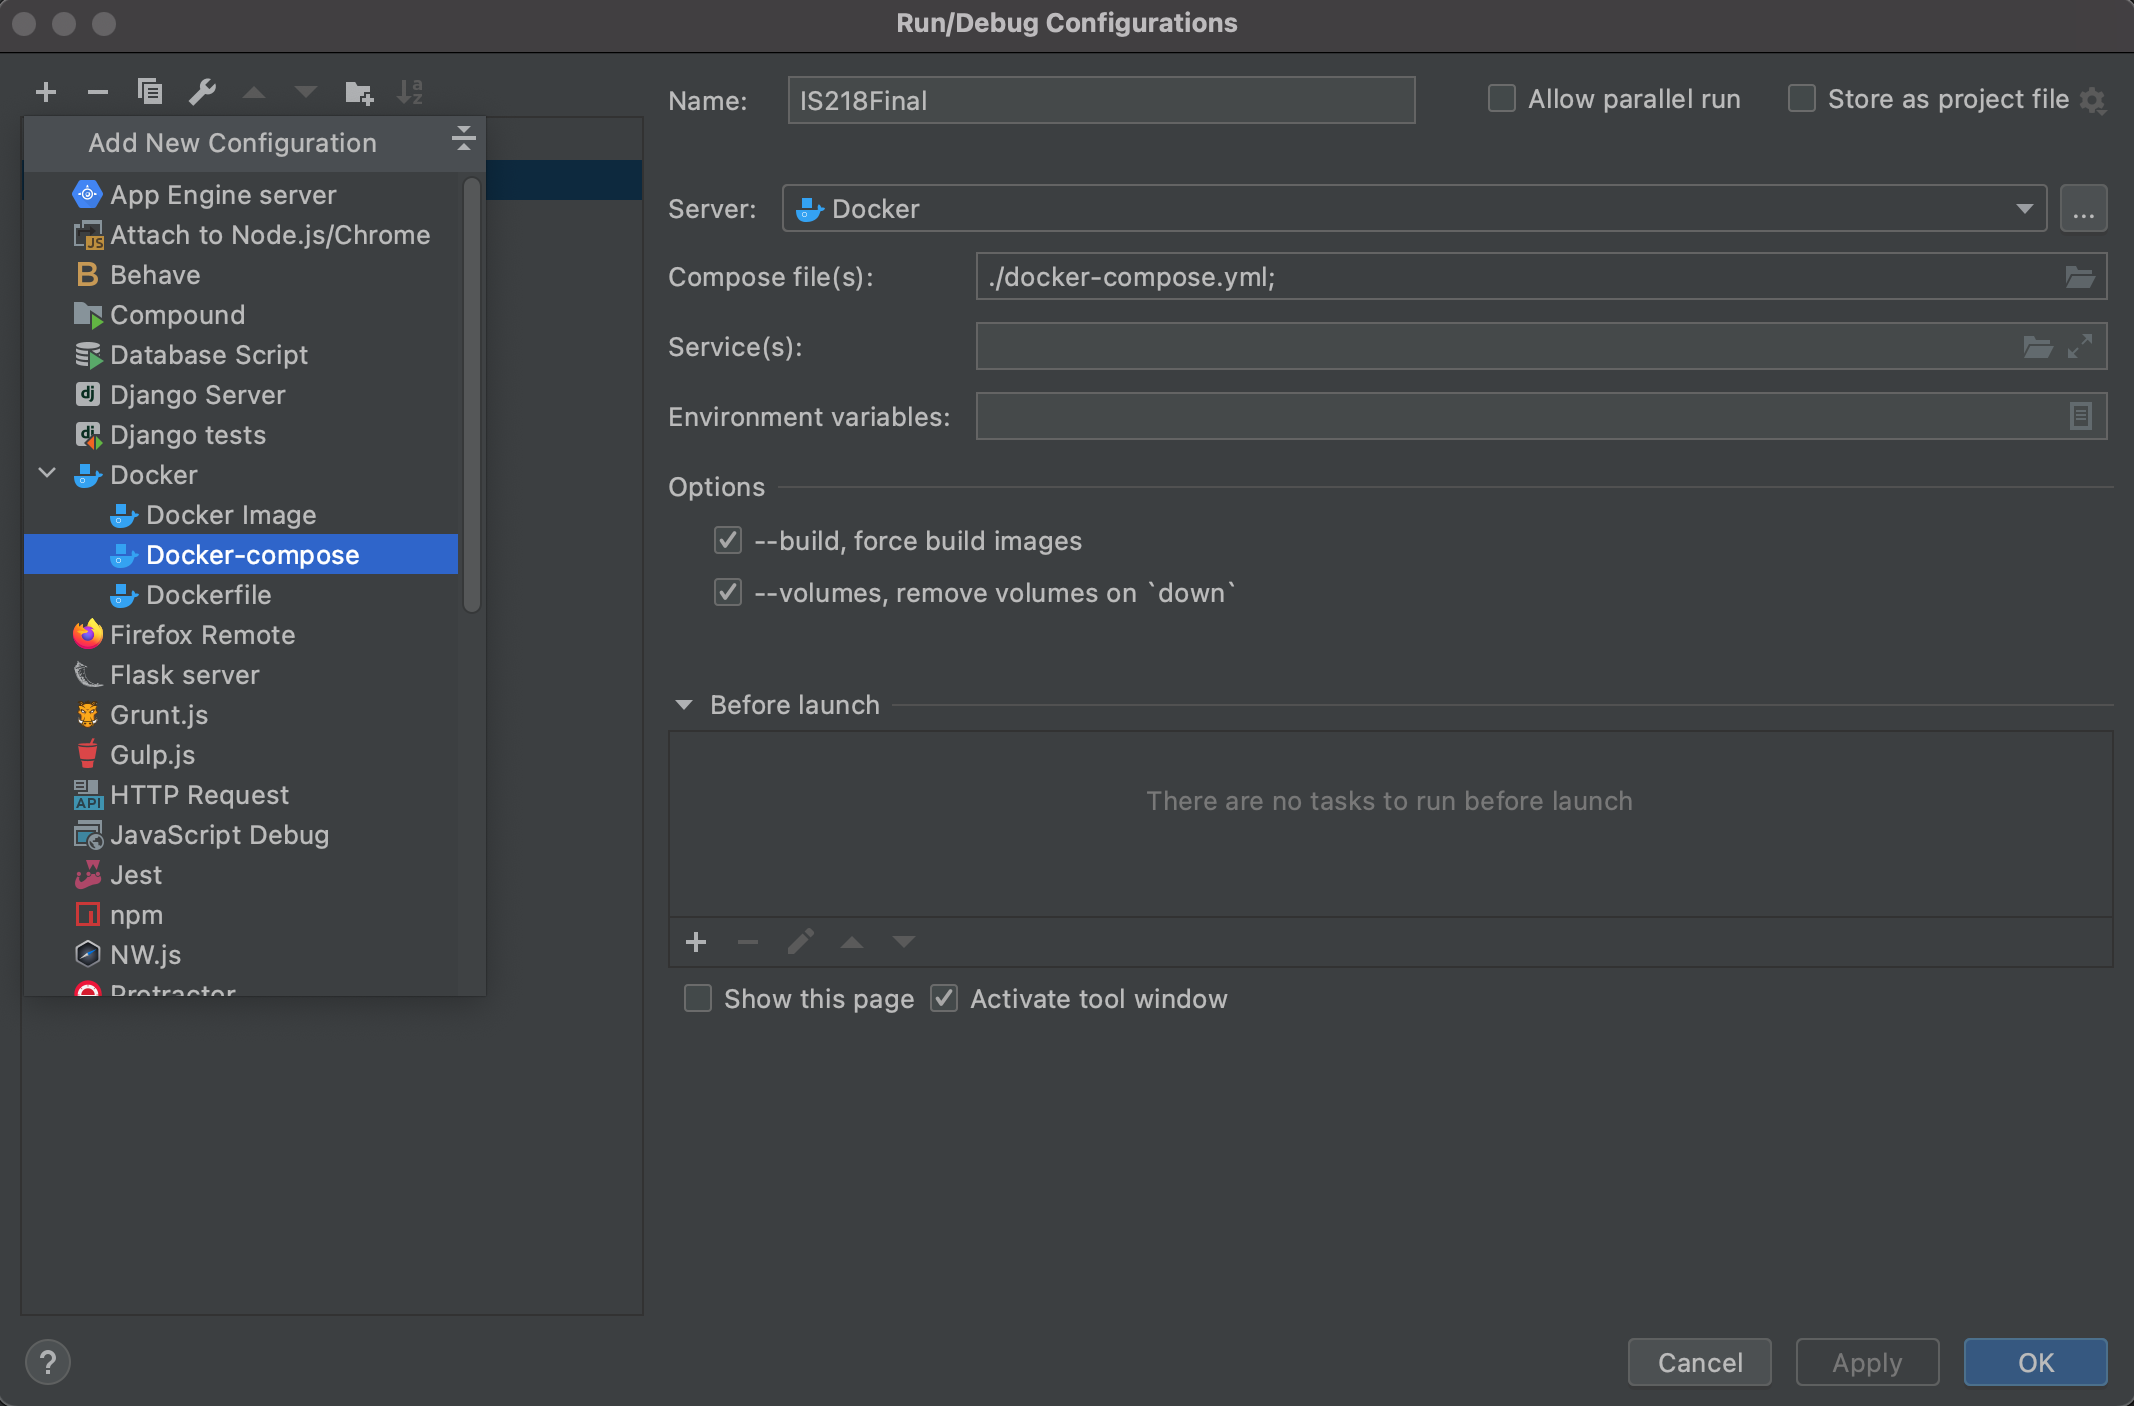 Run/Debug Configurations
Add New Configuration
App Engine server
Attach to Node.js/Chrome
Behave
Compound
Database Script
Django Server
Django tests
Docker
Docker Image
Docker-compose
Dockerfile
Firefox Remote
Flask server
Grunt.js
Gulp.js
HTTP Request
JavaScript Debug
Jest
npm
NW.js
Protractor
Name: IS218Final Allow parallel run Store as project file
Server: Docker ...
Compose file(s): ./docker-compose.yml;
Service(s):
Environment variables:
Options
--build, force build images
--volumes, remove volumes on `down`
Before launch
There are no tasks to run before launch
Show this page Activate tool window
? Cancel Apply OK